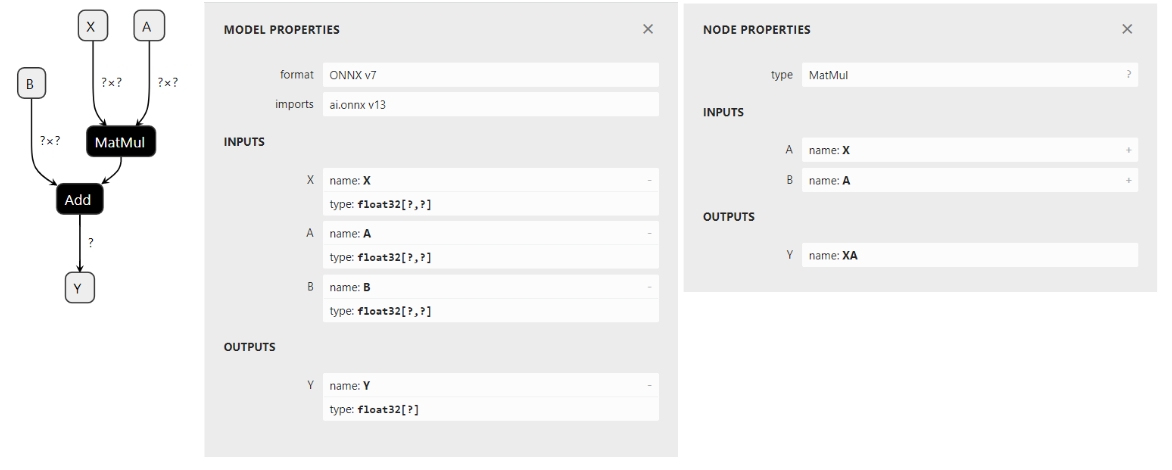 X
A
B
?×?
?×?
?×?
MatMul
Add
?
Y
MODEL PROPERTIES ×
format ONNX v7
imports ai.onnx v13
INPUTS
X name: X -
type: float32[?,?]
A name: A -
type: float32[?,?]
B name: B -
type: float32[?,?]
OUTPUTS
Y name: Y -
type: float32[?]
NODE PROPERTIES ×
type MatMul ?
INPUTS
A name: X +
B name: A +
OUTPUTS
Y name: XA